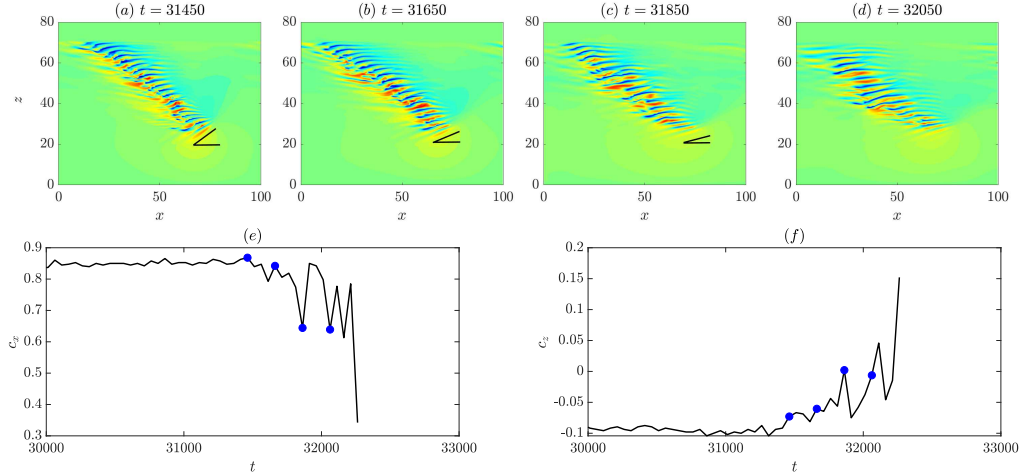 (a) t = 31450
(b) t = 31650
(c) t = 31850
(d) t = 32050
80
60
40
20
0
z
0 50 100
x
80
60
40
20
0
0 50 100
x
80
60
40
20
0
0 50 100
x
80
60
40
20
0
0 50 100
x
(e)
0.9
0.8
0.7
0.6
0.5
0.4
0.3
c_x
30000 31000 32000 33000
t
(f)
0.2
0.15
0.1
0.05
0
-0.05
-0.1
c_z
30000 31000 32000 33000
t